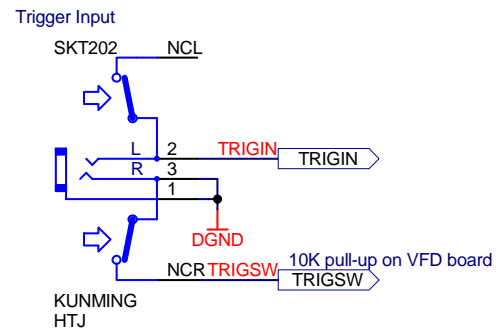 Trigger Input
SKT202
NCL
L 2 TRIGIN TRIGIN
R 3
1
DGND
10K pull-up on VFD board
NCR TRIGSW TRIGSW
KUNMING
HTJ